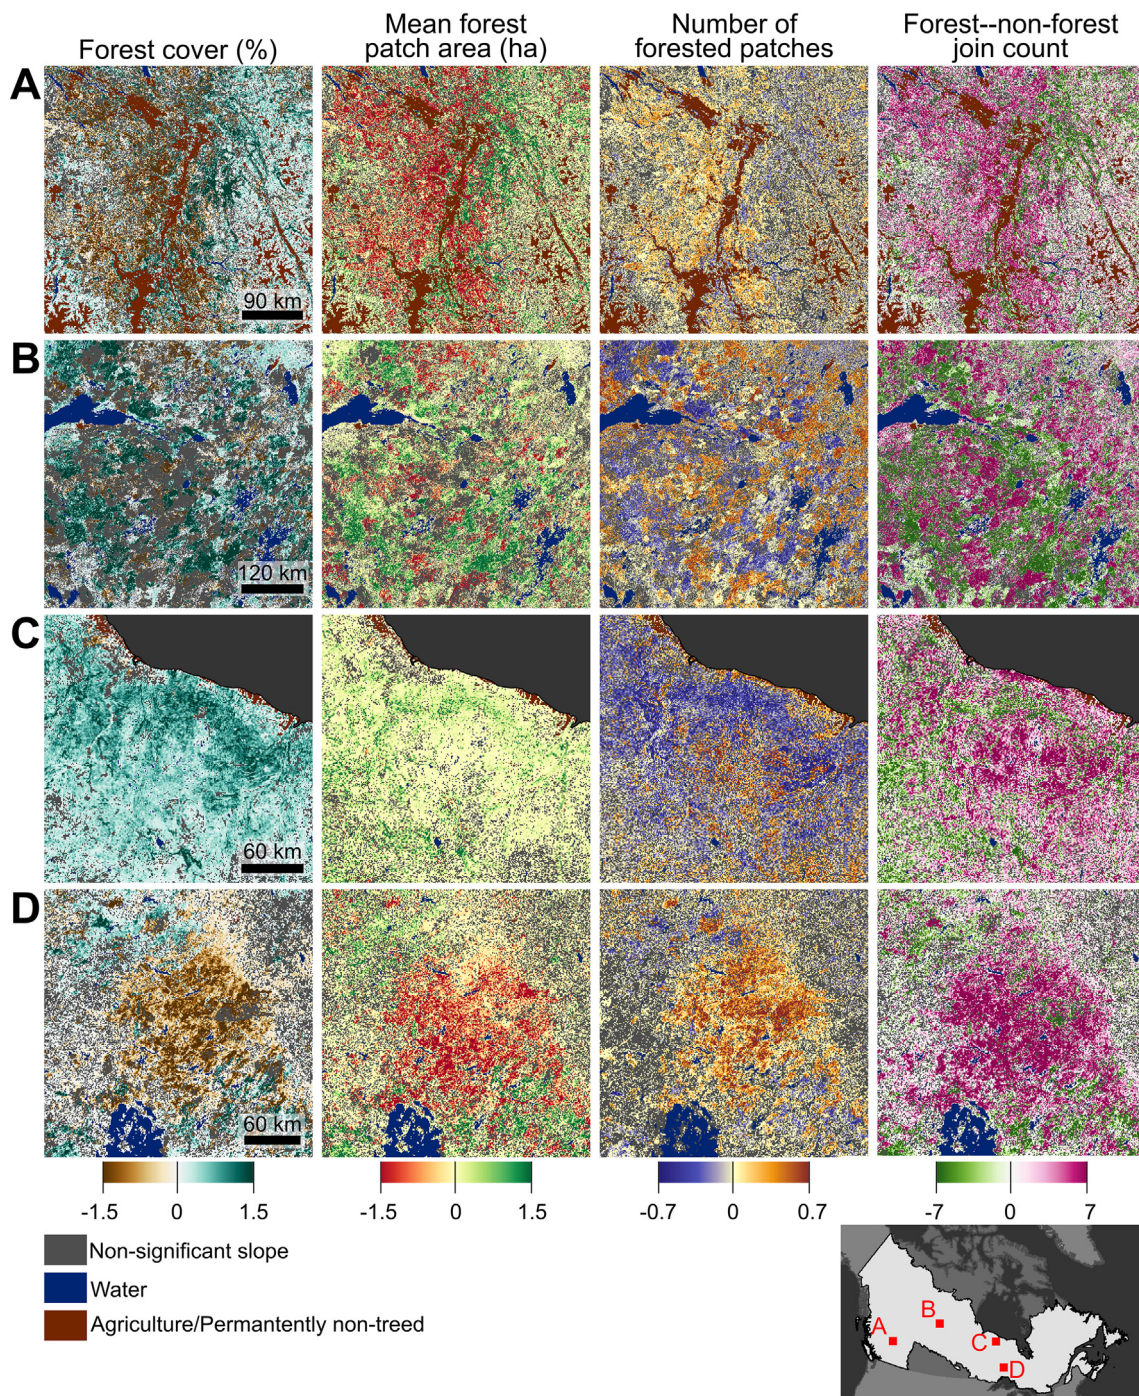 Forest cover (%)
Mean forest
patch area (ha)
Number of
forested patches
Forest--non-forest
join count
A
90 km
B
120 km
C
60 km
D
60 km
-1.5 0 1.5
-1.5 0 1.5
-0.7 0 0.7
-7 0 7
Non-significant slope
Water
Agriculture/Permantently non-treed
A
B
C
D